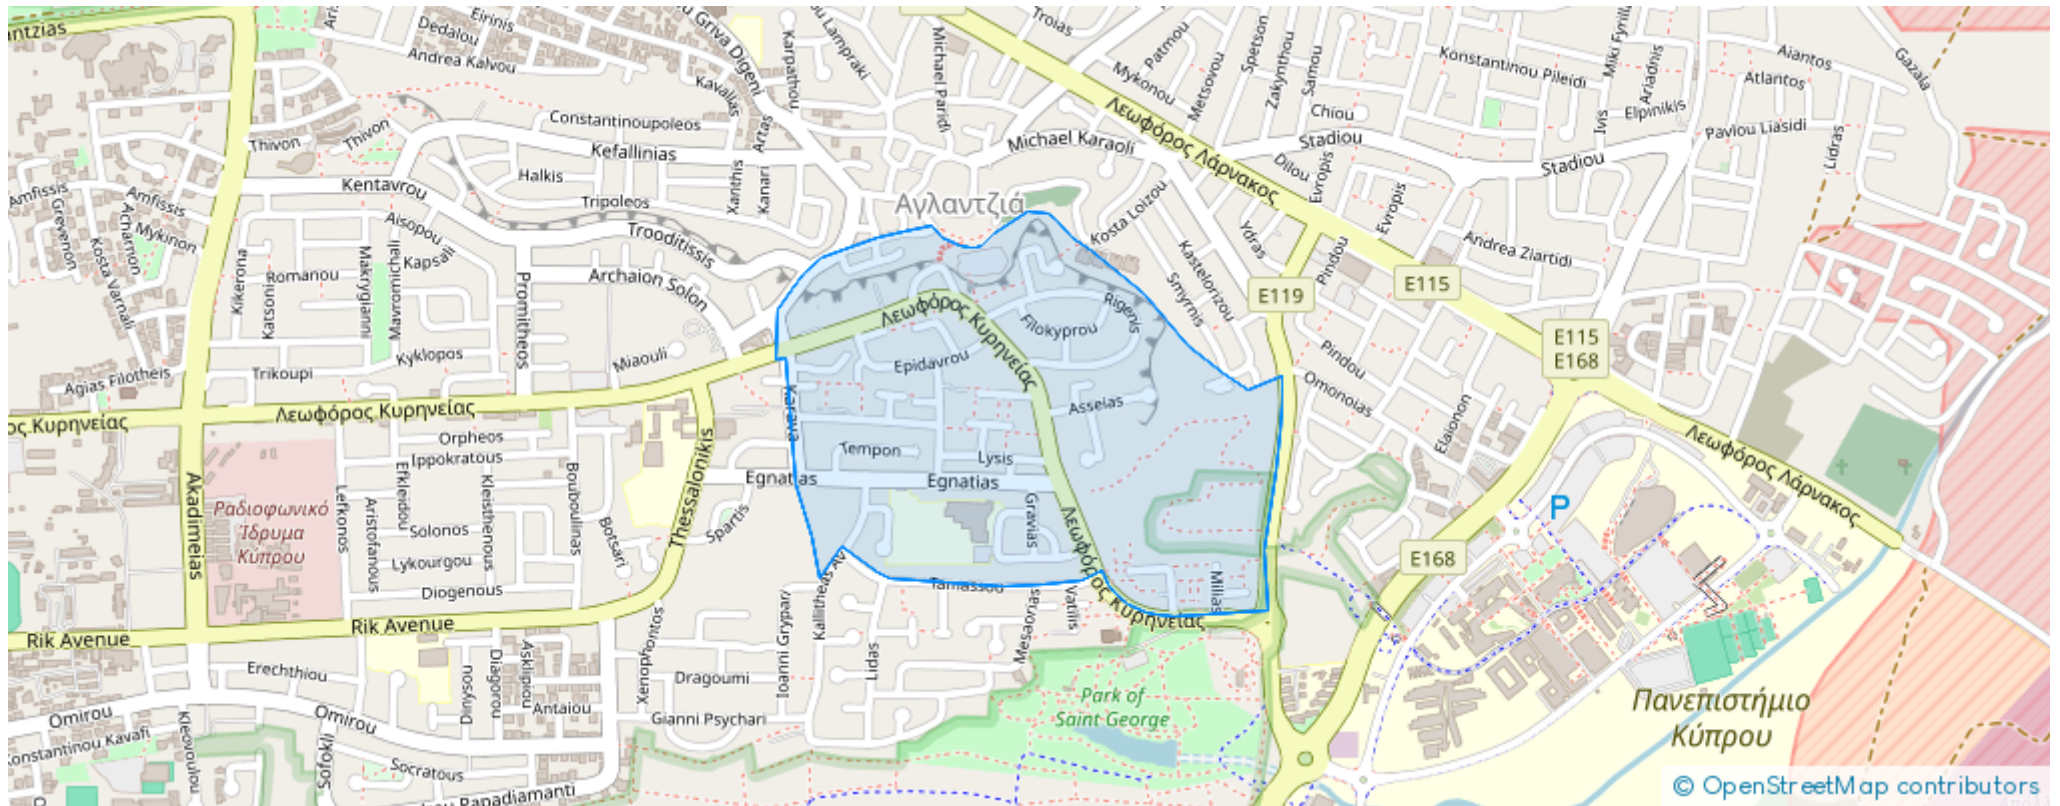 antzias
Eirinis
Dedalou
Andrea Kalvou
u Griva Digeni
Karpathou
ou Lampraki
Michael Paridi
Troias
Patmou
Mykonou
Metsovou
Spetson
Zakynthou
Samou
Chiou
Konstantinou Pileidi
Miki Fyrilla
Ariadnis
Aiantos
Atlantos
Gazala
Elpinikis
Ivis
Pavlou Liasidi
Lidras
Kavalas
Artas
Constantinoupoleos
Kefallinias
Thivon
Thivon
Halkis
Kentavrou
Tripoleos
Xanthis
Kanari
Michael Karaoli
Λεωφόρος Λάρνακος
Stadiou
Stadiou
Dilou
Evropis
Evropis
Amfissis
Amfissis
Grevenon
Acharnon
Mykinon
Kosta Varnali
Aisopou
Kapsali
Trooditissis
Archaion Solon
Αγλαντζιά
Kosta Loizou
Ydras
Kastelorizou
Smyrnis
Pindou
Andrea Ziartidi
E119
E115
E115
E168
Kikerona
Katsoni
Romanou
Makrygianni
Mavromichali
Promitheos
Kyklopos
Miaouli
Trikoupi
Agias Filotheis
Λεωφόρος Κυρηνείας
Rigenis
Filokyprou
Epidavrou
Asseias
Pindou
Omonoias
Elaionon
ος Κυρηνείας
Λεωφόρος Κυρηνείας
Karava
Tempon
Lysis
Egnatias
Egnatias
Gravias
Λεωφόρος Κυρηνείας
Λεωφόρος Λάρνακος
Orpheos
Ippokratous
Efkleidou
Kleisthenous
Bouboulinas
Thessalonikis
Akadimeias
Ραδιοφωνικό
Ίδρυμα
Κύπρου
Lefkonos
Aristofanous
Solonos
Lykourgou
Diogenous
Botsari
Spartis
P
E168
Milias
Tamassou
Vatilis
Mesaorias
Kallitheas Av
Ioanni Grypari
Lidas
Rik Avenue
Rik Avenue
Erechthiou
Xenophontos
Dragoumi
Gianni Psychari
Dionysou
Diagorou
Asklipiou
Antaiou
Omirou
Omirou
Konstantinou Kavafi
Kleovoulou
Sofokli
Socratous
Papadiamanti
Park of
Saint George
Πανεπιστήμιο
Κύπρου
© OpenStreetMap contributors